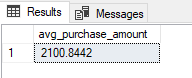 Results Messages
avg_purchase_amount
1 2100.8442